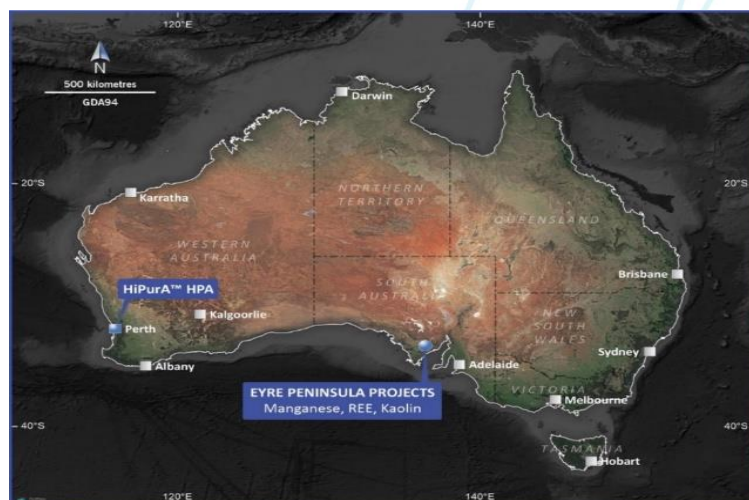 120°E
140°E
N
500 kilometres
GDA94
Darwin
20°S
20°S
Karratha
NORTHERN
TERRITORY
QUEENSLAND
WESTERN
AUSTRALIA
SOUTH
AUSTRALIA
Brisbane
HiPurA™ HPA
Perth
Kalgoorlie
NEW
SOUTH
WALES
Albany
Adelaide
Sydney
EYRE PENINSULA PROJECTS
Manganese, REE, Kaolin
VICTORIA
Melbourne
40°S
40°S
TASMANIA
Hobart
120°E
140°E